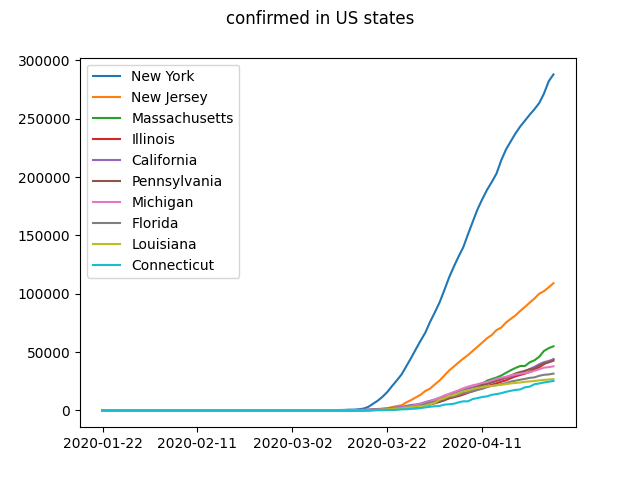 confirmed in US states
300000
250000
200000
150000
100000
50000
0
New York
New Jersey
Massachusetts
Illinois
California
Pennsylvania
Michigan
Florida
Louisiana
Connecticut
2020-01-22 2020-02-11 2020-03-02 2020-03-22 2020-04-11